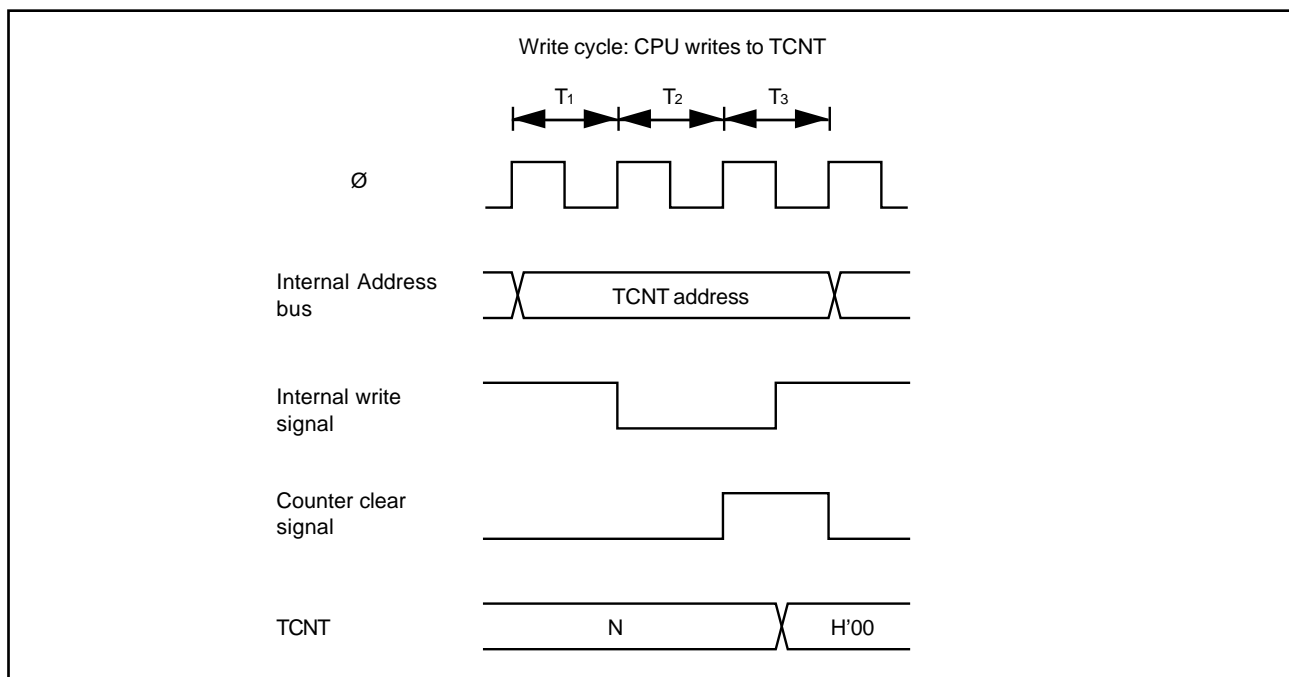 Write cycle: CPU writes to TCNT
T1 T2 T3
Ø
Internal Address
bus
TCNT address
Internal write
signal
Counter clear
signal
TCNT
N
H'00